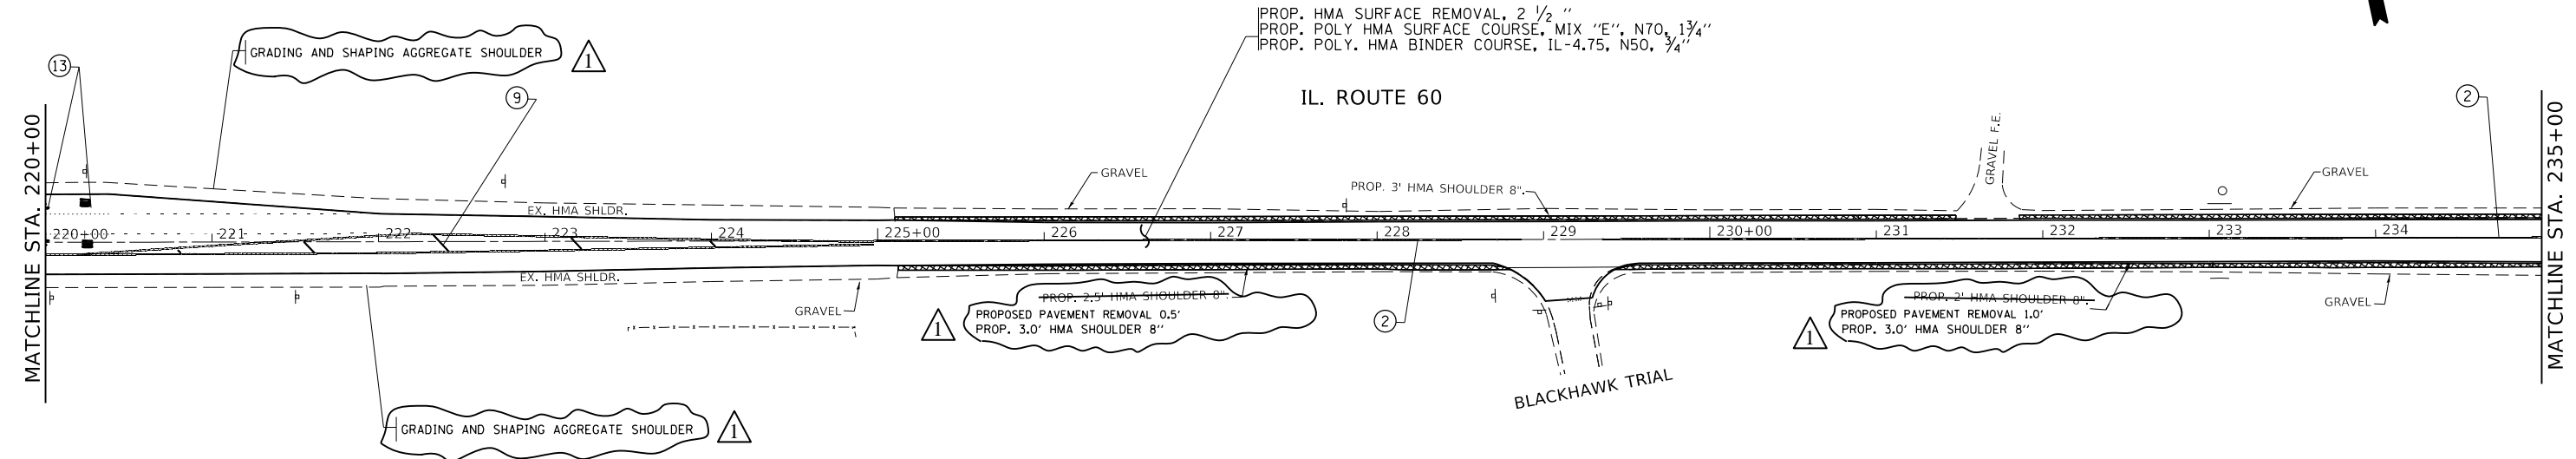 PROP. HMA SURFACE REMOVAL, 2 1/2 "
PROP. POLY HMA SURFACE COURSE, MIX "E", N70, 1 3/4"
PROP. POLY. HMA BINDER COURSE, IL-4.75, N50, 3/4"
GRADING AND SHAPING AGGREGATE SHOULDER
1
13
9
IL. ROUTE 60
2
MATCHLINE STA. 220+00
MATCHLINE STA. 235+00
GRAVEL F.E.
GRAVEL
GRAVEL
PROP. 3' HMA SHOULDER 8".
EX. HMA SHLDR.
220+00 221 222 223 224 225+00 226 227 228 229 230+00 231 232 233 234
EX. HMA SHLDR.
GRAVEL
PROP. 2.5' HMA SHOULDER 8".
PROPOSED PAVEMENT REMOVAL 0.5'
PROP. 3.0' HMA SHOULDER 8"
1
2
PROP. 2' HMA SHOULDER 8".
PROPOSED PAVEMENT REMOVAL 1.0'
PROP. 3.0' HMA SHOULDER 8"
1
GRAVEL
BLACKHAWK TRIAL
GRADING AND SHAPING AGGREGATE SHOULDER
1